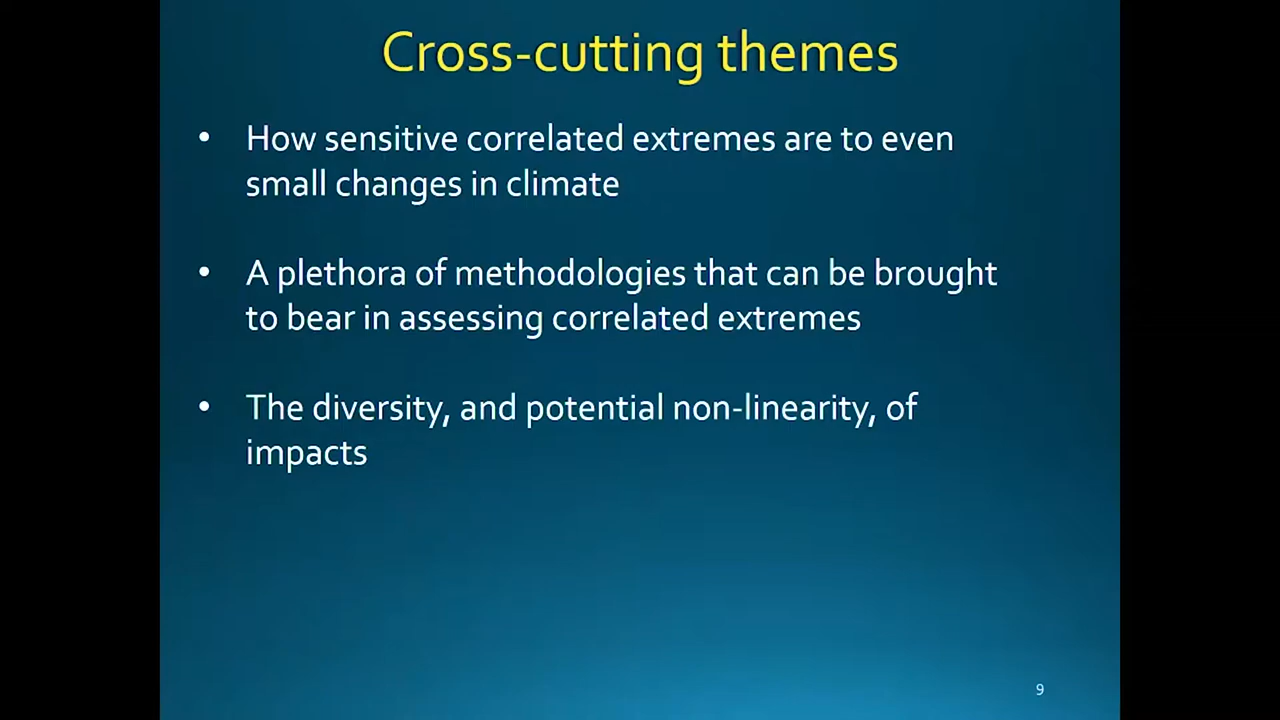 Cross-cutting themes
• How sensitive correlated extremes are to even
small changes in climate
• A plethora of methodologies that can be brought
to bear in assessing correlated extremes
• The diversity, and potential non-linearity, of
impacts
9